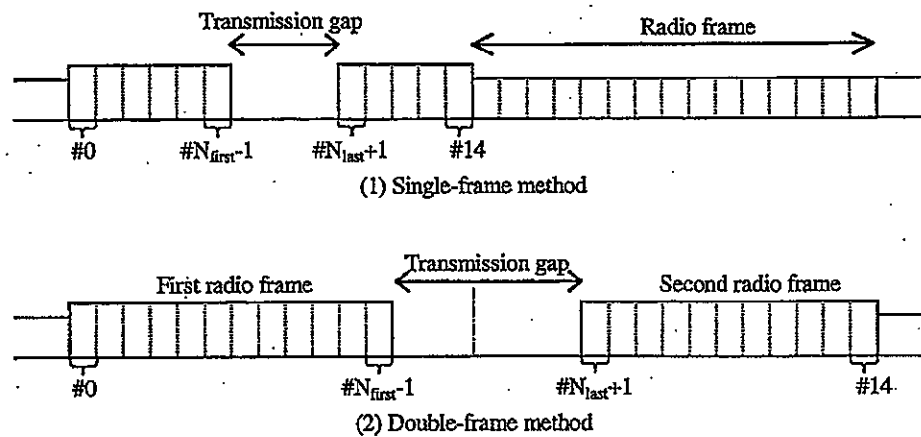 Transmission gap
Radio frame
#0 #N_first-1 #N_last+1 #14
(1) Single-frame method
Transmission gap
First radio frame Second radio frame
#0 #N_first-1 #N_last+1 #14
(2) Double-frame method